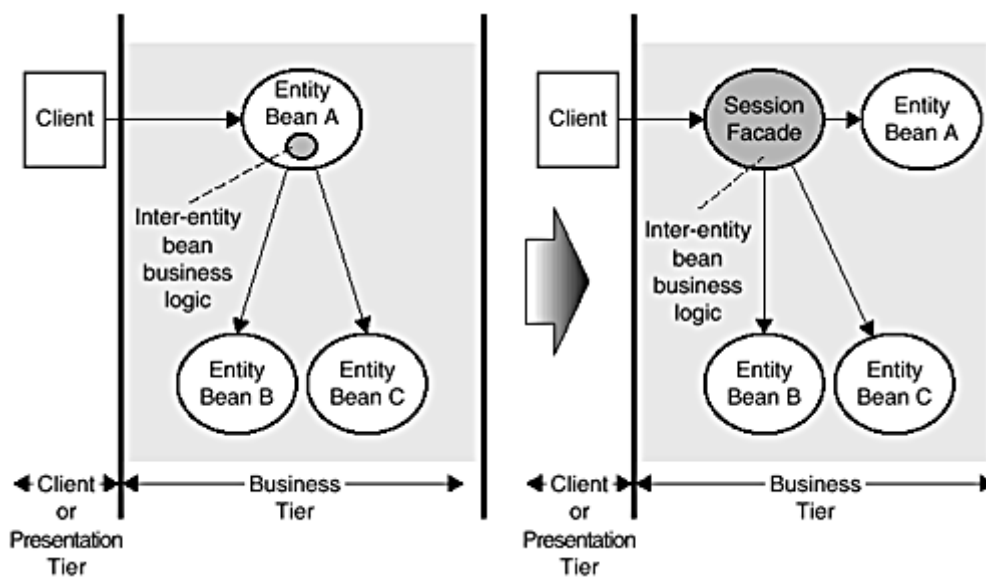 Client
Entity
Bean A
Inter-entity
bean
business
logic
Entity
Bean B
Entity
Bean C
Client
or
Presentation
Tier
Business
Tier
Client
Session
Facade
Entity
Bean A
Inter-entity
bean
business
logic
Entity
Bean B
Entity
Bean C
Client
or
Presentation
Tier
Business
Tier